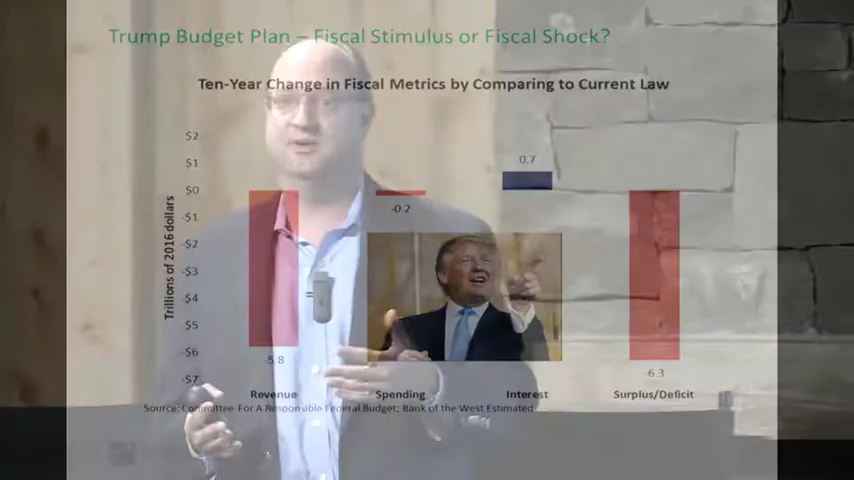 Trump Budget Plan – Fiscal Stimulus or Fiscal Shock?
Ten-Year Change in Fiscal Metrics by Comparing to Current Law
Trillions of 2016 dollars
$2
$1
$0
-$1
-$2
-$3
-$4
-$5
-$6
-$7
-5.8
-0.2
0.7
-6.3
Revenue
Spending
Interest
Surplus/Deficit
Source: Committee For A Responsible Federal Budget; Bank of the West Estimated